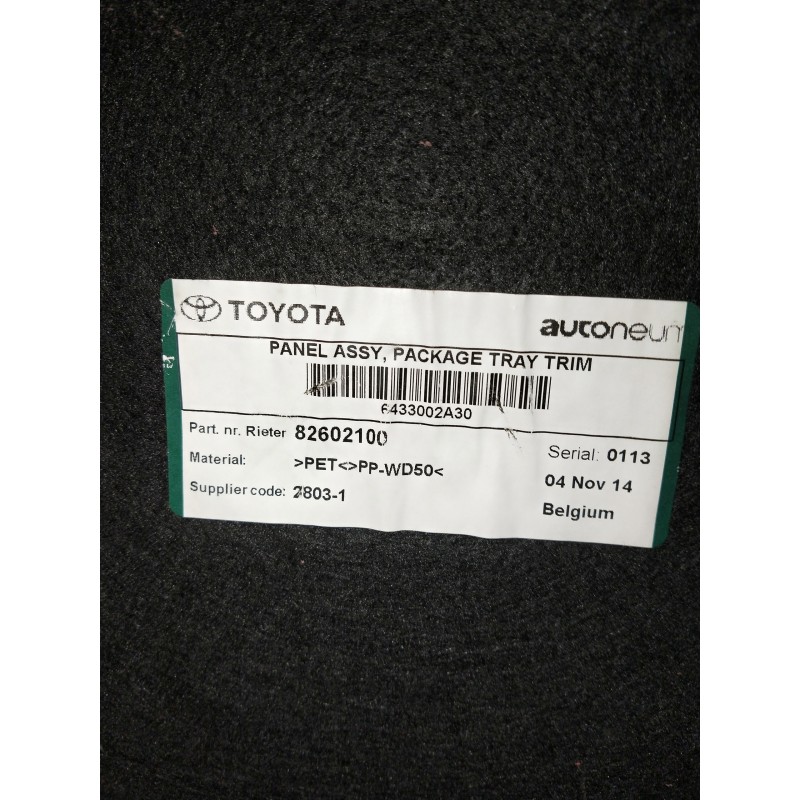 TOYOTA
autoneum
PANEL ASSY, PACKAGE TRAY TRIM
6433002A30
Part. nr. Rieter 82602100
Serial: 0113
Material: >PET<>PP-WD50<
04 Nov 14
Supplier code: 2803-1
Belgium